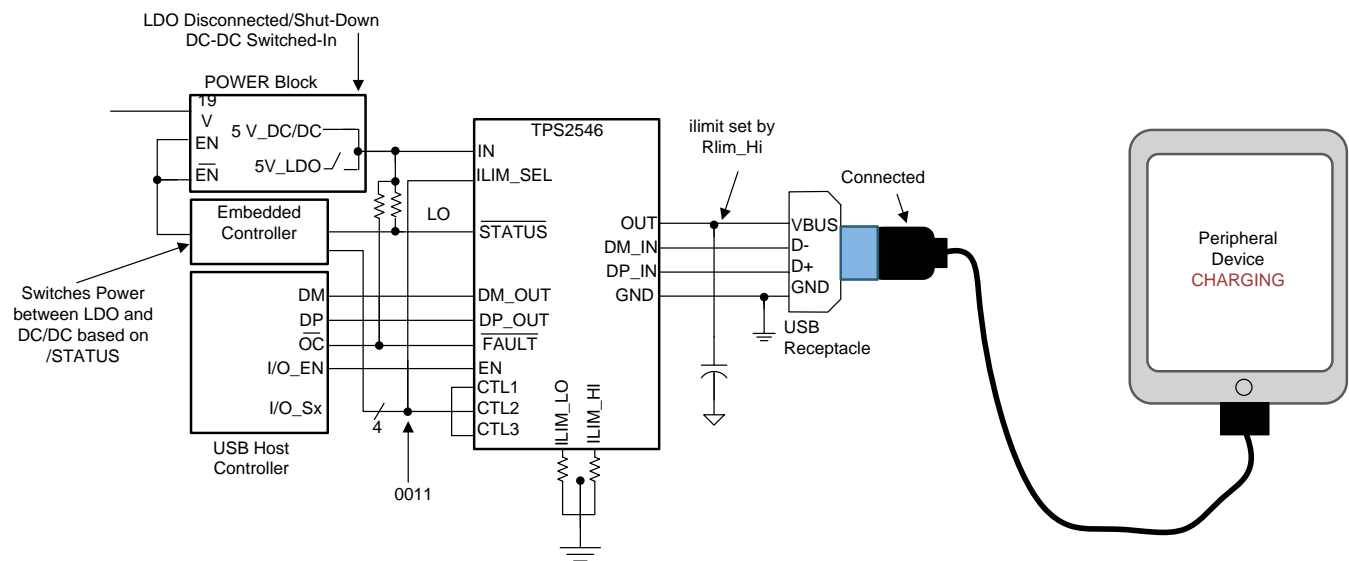 LDO Disconnected/Shut-Down
DC-DC Switched-In
POWER Block
19
V
EN
EN
5 V_DC/DC
5V_LDO
Embedded
Controller
Switches Power
between LDO and
DC/DC based on
/STATUS
DM
DP
OC
I/O_EN
I/O_Sx
USB Host
Controller
LO
4
0011
TPS2546
IN
ILIM_SEL
STATUS
DM_OUT
DP_OUT
FAULT
EN
CTL1
CTL2
CTL3
ILIM_LO
ILIM_HI
OUT
DM_IN
DP_IN
GND
ilimit set by
Rlim_Hi
VBUS
D-
D+
GND
USB
Receptacle
Connected
Peripheral
Device
CHARGING